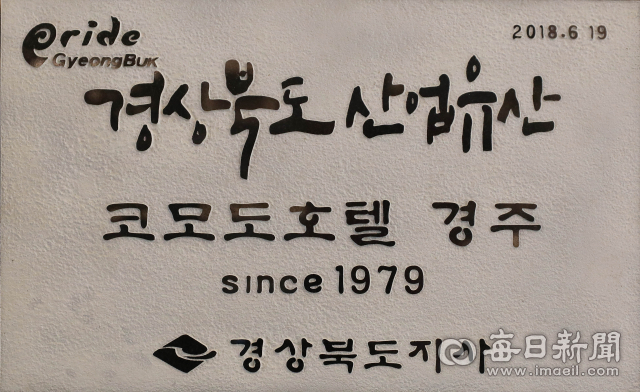 Pride GyeongBuk
2018.6 19
경상북도 산업유산
코모도호텔 경주
since 1979
경상북도지사
每日新聞
www.imaeil.com